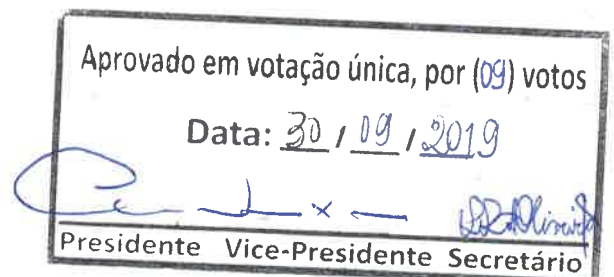 Aprovado em votação única, por (09) votos
Data: 30 / 09 / 2019
Presidente Vice-Presidente Secretário